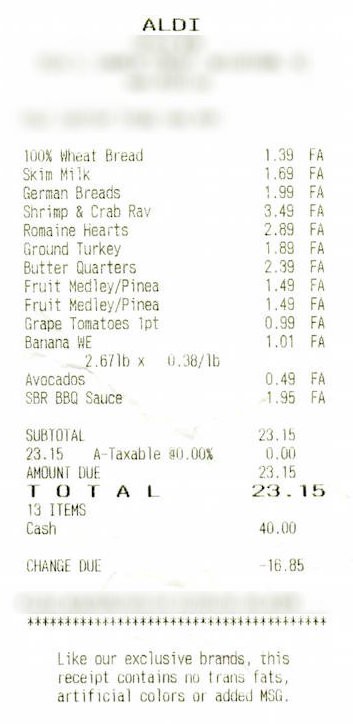 ALDI
100% Wheat Bread 1.39 FA
Skim Milk 1.69 FA
German Breads 1.99 FA
Shrimp & Crab Rav 3.49 FA
Romaine Hearts 2.89 FA
Ground Turkey 1.89 FA
Butter Quarters 2.39 FA
Fruit Medley/Pinea 1.49 FA
Fruit Medley/Pinea 1.49 FA
Grape Tomatoes 1pt 0.99 FA
Banana WE 1.01 FA
2.67lb x 0.38/lb
Avocados 0.49 FA
SBR BBQ Sauce 1.95 FA
SUBTOTAL 23.15
23.15 A-Taxable @0.00% 0.00
AMOUNT DUE 23.15
TOTAL 23.15
13 ITEMS
Cash 40.00
CHANGE DUE -16.85
****************************************
Like our exclusive brands, this
receipt contains no trans fats,
artificial colors or added MSG.